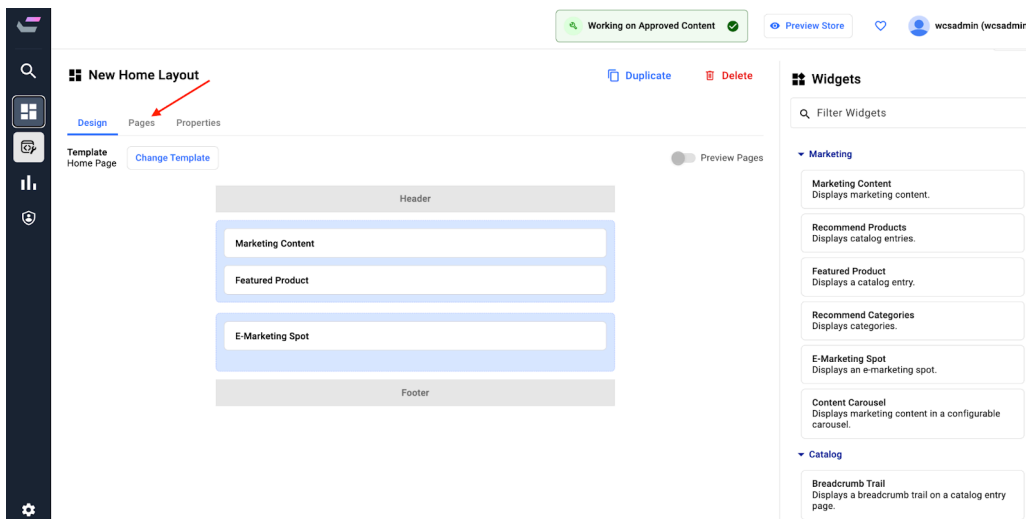 Working on Approved Content
Preview Store
wcsadmin (wcsadmin
New Home Layout
Duplicate
Delete
Widgets
Design
Pages
Properties
Filter Widgets
Template
Home Page
Change Template
Preview Pages
Marketing
Header
Marketing Content
Displays marketing content.
Marketing Content
Recommend Products
Displays catalog entries.
Featured Product
Featured Product
Displays a catalog entry.
Recommend Categories
Displays categories.
E-Marketing Spot
E-Marketing Spot
Displays an e-marketing spot.
Footer
Content Carousel
Displays marketing content in a configurable
carousel.
Catalog
Breadcrumb Trail
Displays a breadcrumb trail on a catalog entry
page.